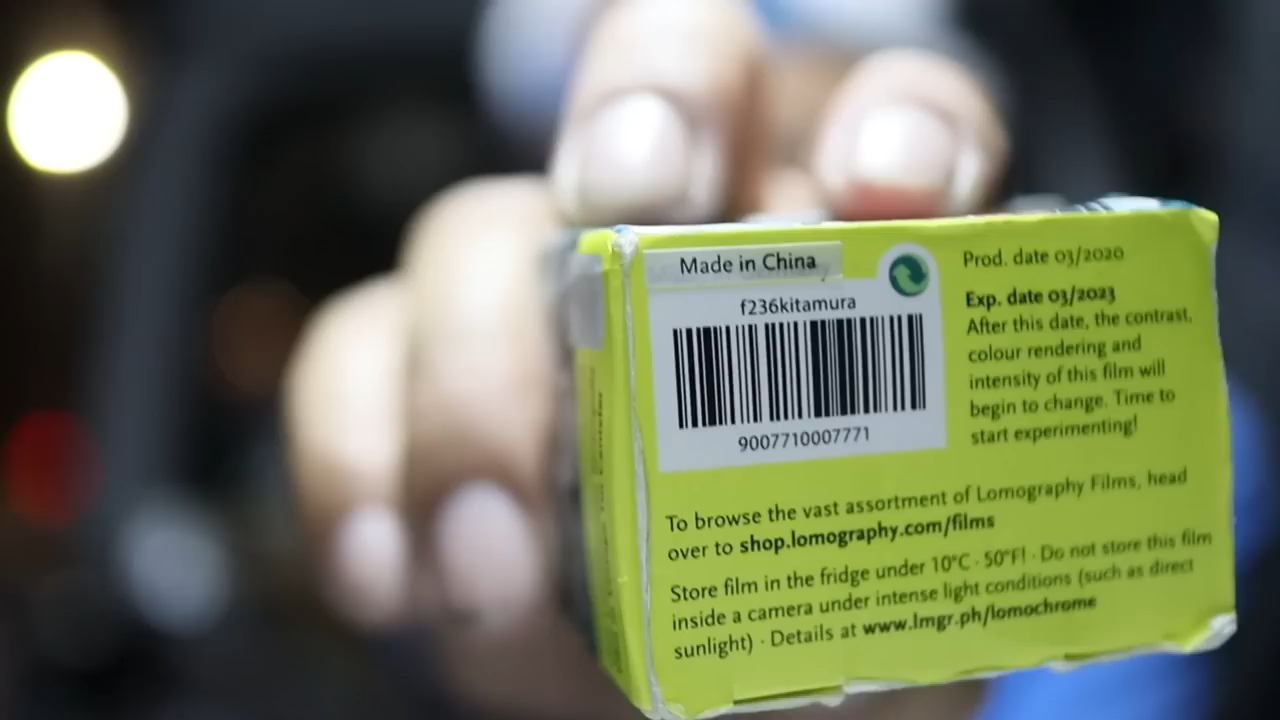 Made in China
f236kitamura
9007710007771
Prod. date 03/2020
Exp. date 03/2023
After this date, the contrast,
colour rendering and
intensity of this film will
begin to change. Time to
start experimenting!
To browse the vast assortment of Lomography Films, head
over to shop.lomography.com/films
Store film in the fridge under 10°C · 50°F! · Do not store this film
inside a camera under intense light conditions (such as direct
sunlight) · Details at www.lmgr.ph/lomochrome